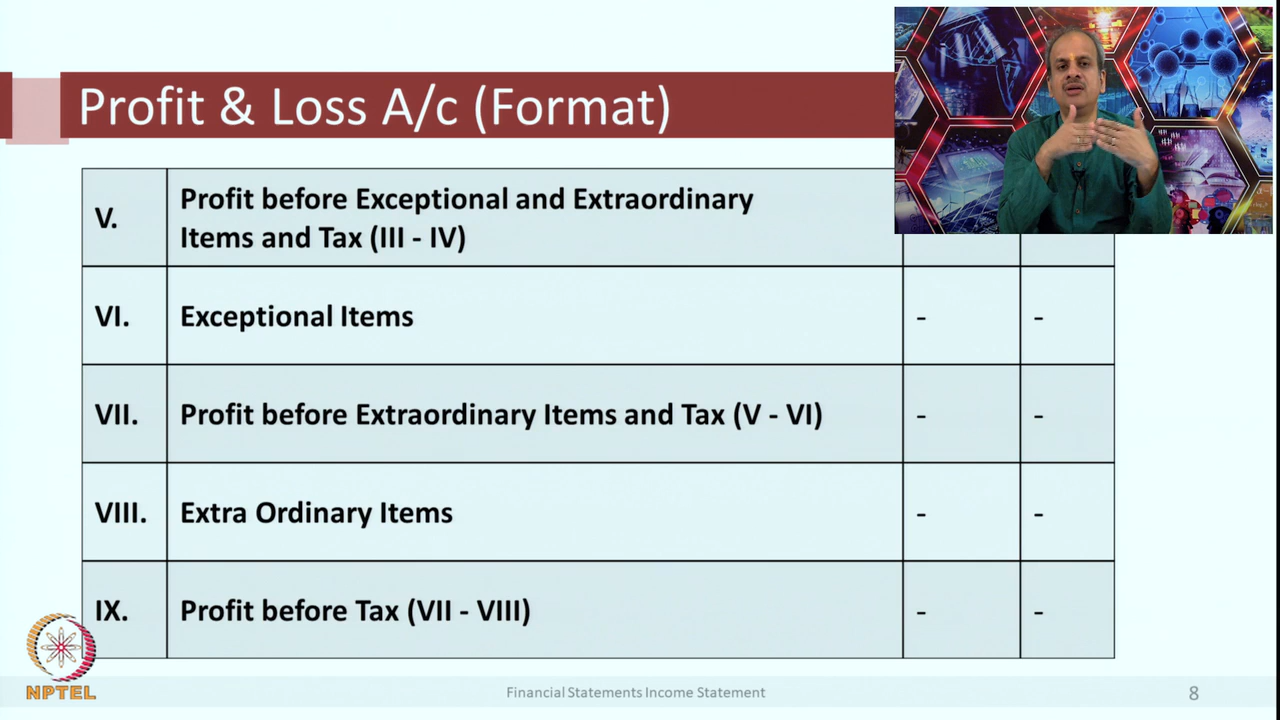 Profit & Loss A/c (Format)
V.
Profit before Exceptional and Extraordinary
Items and Tax (III - IV)
VI.
Exceptional Items
-
-
VII.
Profit before Extraordinary Items and Tax (V - VI)
-
-
VIII.
Extra Ordinary Items
-
-
IX.
Profit before Tax (VII - VIII)
-
-
NPTEL
Financial Statements Income Statement
8